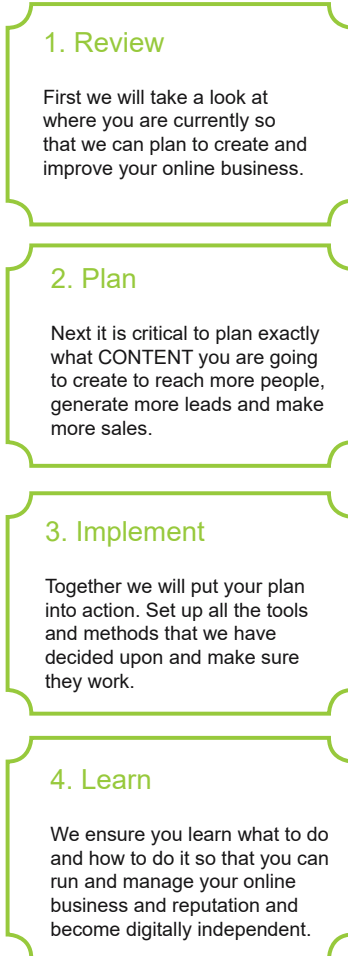 1. Review
First we will take a look at
where you are currently so
that we can plan to create and
improve your online business.
2. Plan
Next it is critical to plan exactly
what CONTENT you are going
to create to reach more people,
generate more leads and make
more sales.
3. Implement
Together we will put your plan
into action. Set up all the tools
and methods that we have
decided upon and make sure
they work.
4. Learn
We ensure you learn what to do
and how to do it so that you can
run and manage your online
business and reputation and
become digitally independent.